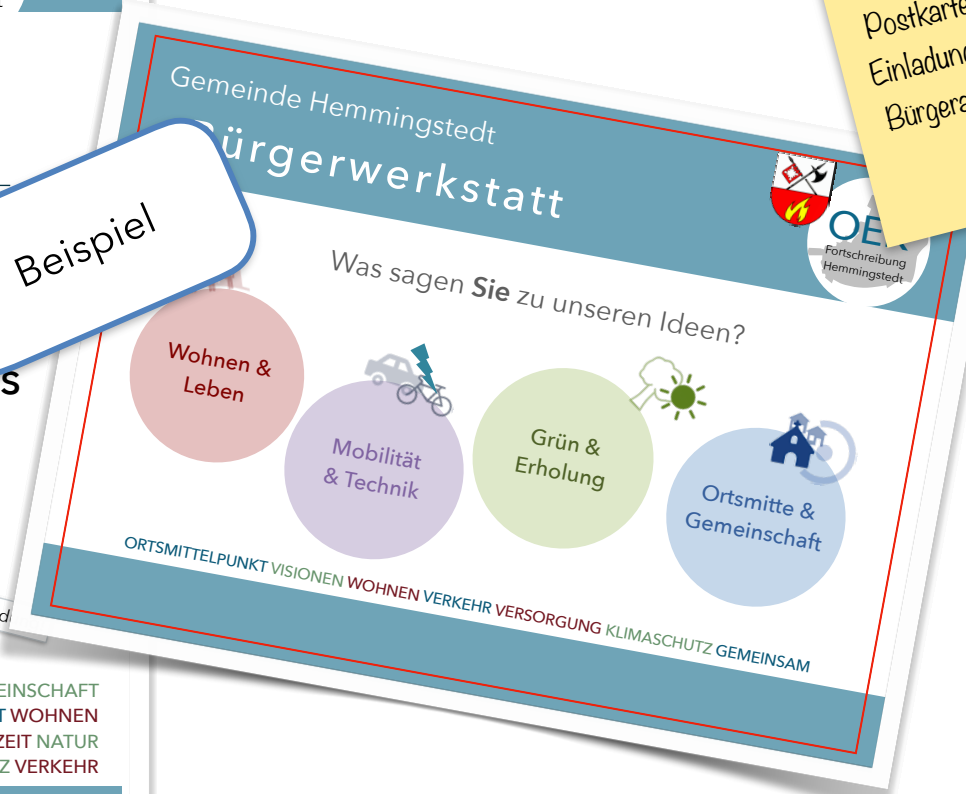 Postkarte
Einladung
Bürgera
Gemeinde Hemmingstedt
Bürgerwerkstatt
OEK
Fortschreibung
Hemmingstedt
Beispiel
Was sagen Sie zu unseren Ideen?
Wohnen &
Leben
Mobilität
& Technik
Grün &
Erholung
Ortsmitte &
Gemeinschaft
ORTSMITTELPUNKT VISIONEN WOHNEN VERKEHR VERSORGUNG KLIMASCHUTZ GEMEINSAM
s
d
EINSCHAFT
T WOHNEN
ZEIT NATUR
Z VERKEHR